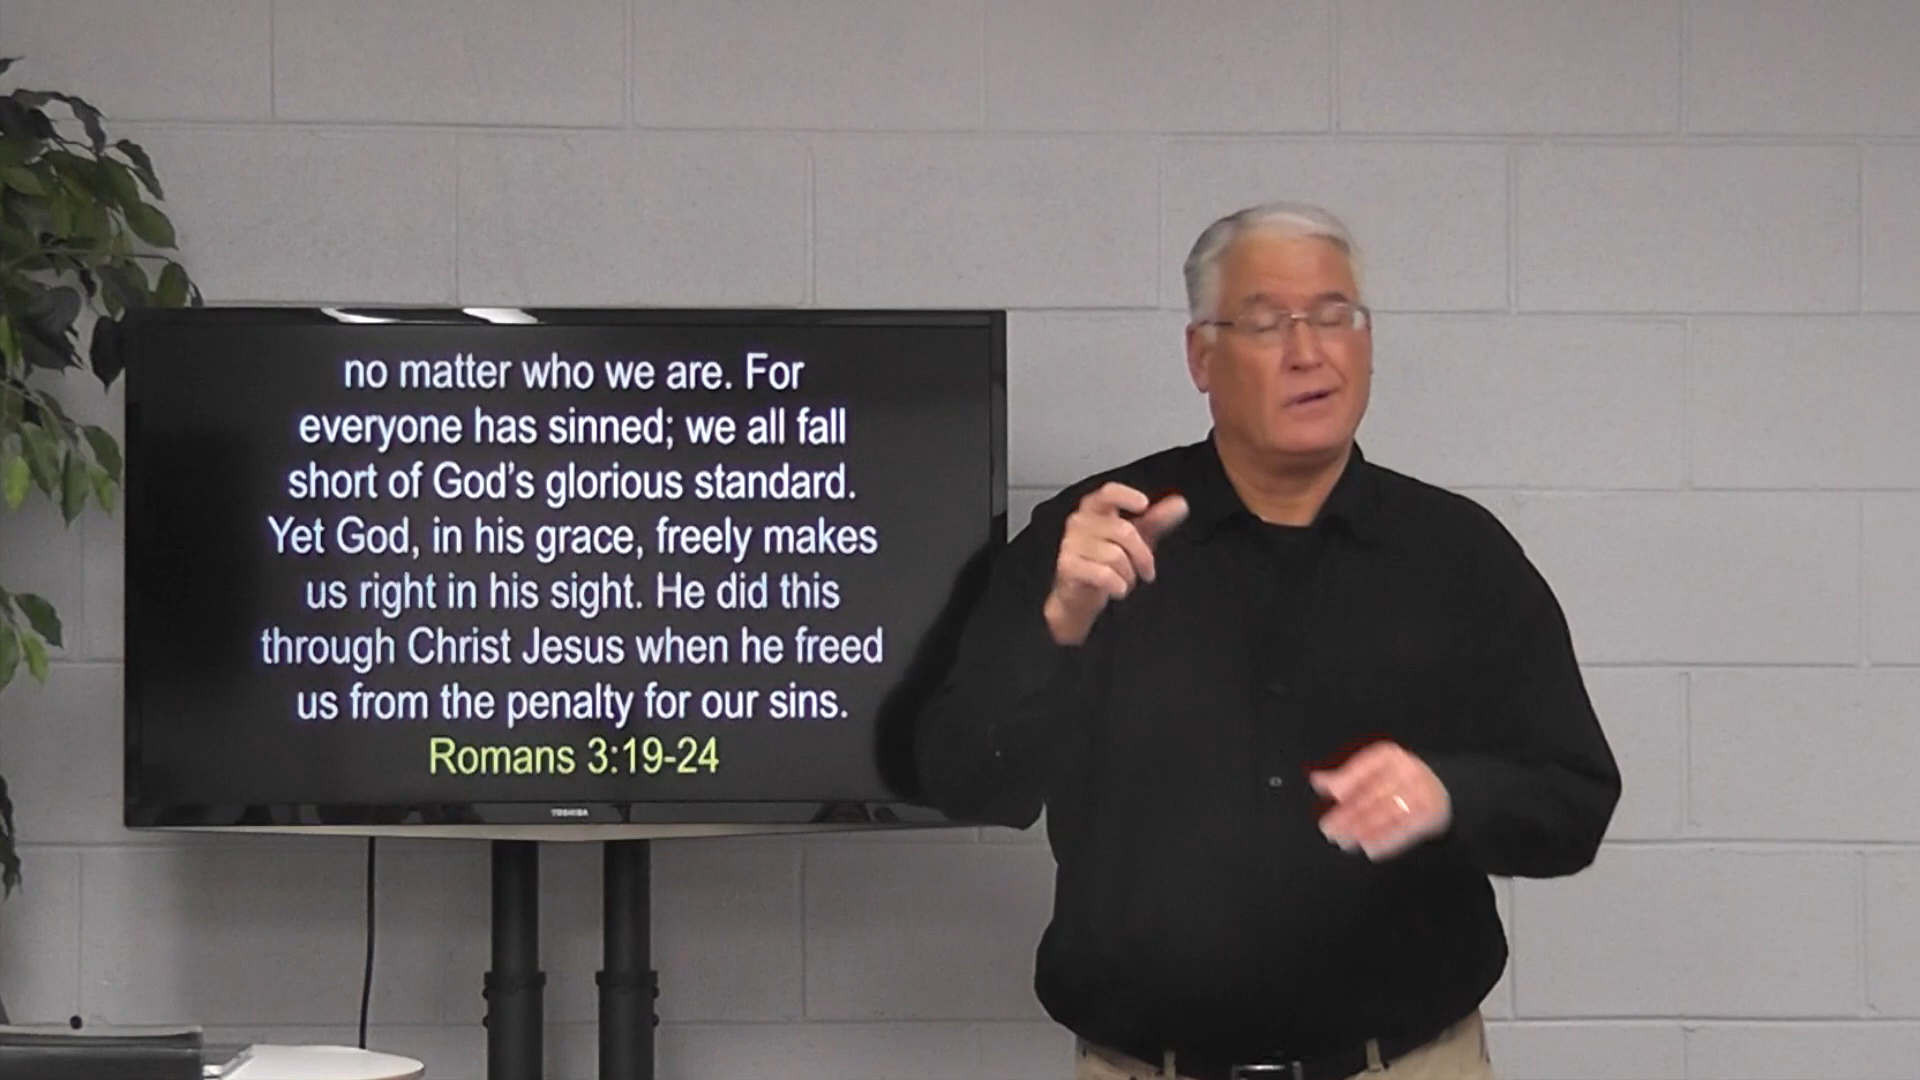 no matter who we are. For
everyone has sinned; we all fall
short of God’s glorious standard.
Yet God, in his grace, freely makes
us right in his sight. He did this
through Christ Jesus when he freed
us from the penalty for our sins.
Romans 3:19-24
TOSHIBA